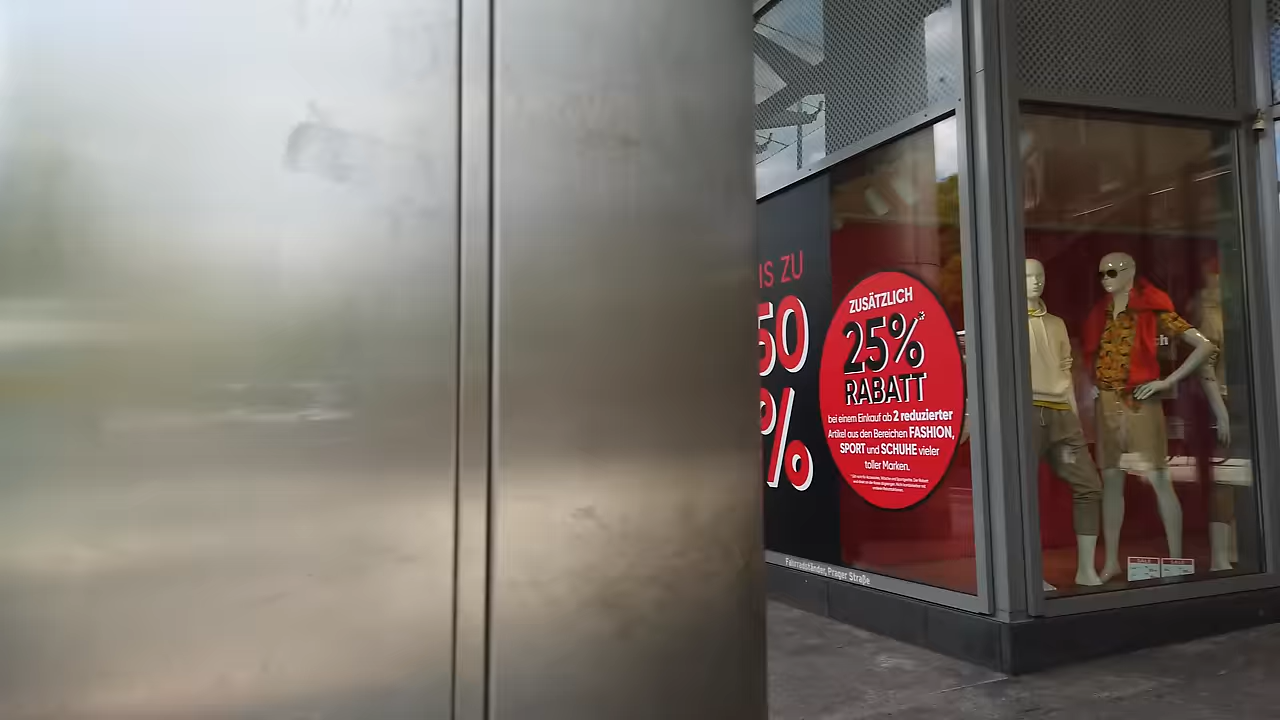 IS ZU
50
%
ZUSÄTZLICH
25%*
RABATT
bei einem Einkauf ab 2 reduzierter
Artikel aus den Bereichen FASHION,
SPORT und SCHUHE vieler
toller Marken.
Fahrradständer, Prager Straße